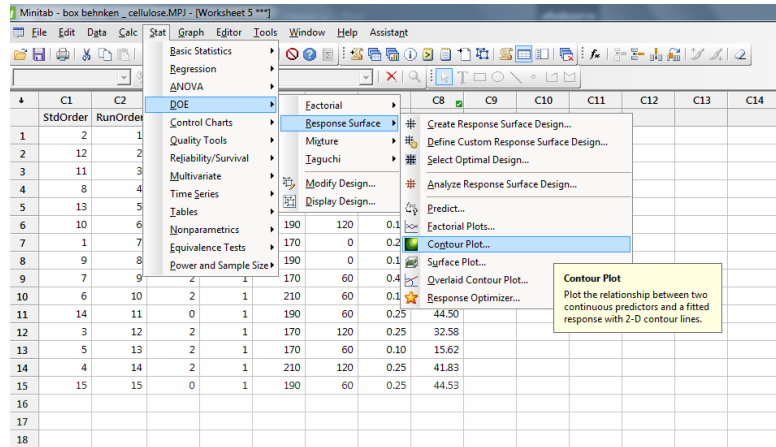 Minitab - box behnken _ cellulose.MPJ - [Worksheet 5 ***]
File Edit Data Calc Stat Graph Editor Tools Window Help Assistant
Basic Statistics
Regression
ANOVA
DOE
Control Charts
Quality Tools
Reliability/Survival
Multivariate
Time Series
Tables
Nonparametrics
Equivalence Tests
Power and Sample Size
Factorial
Response Surface
Mixture
Taguchi
Modify Design...
Display Design...
Create Response Surface Design...
Define Custom Response Surface Design...
Select Optimal Design...
Analyze Response Surface Design...
Predict...
Factorial Plots...
Contour Plot...
Surface Plot...
Overlaid Contour Plot...
Response Optimizer...
Contour Plot
Plot the relationship between two
continuous predictors and a fitted
response with 2-D contour lines.
C1 C2 C8 C9 C10 C11 C12 C13 C14
StdOrder RunOrder
1 2 1
2 12 2
3 11 3
4 8 4
5 13 5
6 10 6 190 120 0.1
7 1 7 170 0 0.2
8 9 8 190 0 0.1
9 7 9 2 1 170 60 0.4
10 6 10 2 1 210 60 0.1
11 14 11 0 1 190 60 0.25 44.50
12 3 12 2 1 170 120 0.25 32.58
13 5 13 2 1 170 60 0.10 15.62
14 4 14 2 1 210 120 0.25 41.83
15 15 15 0 1 190 60 0.25 44.53
16
17
18